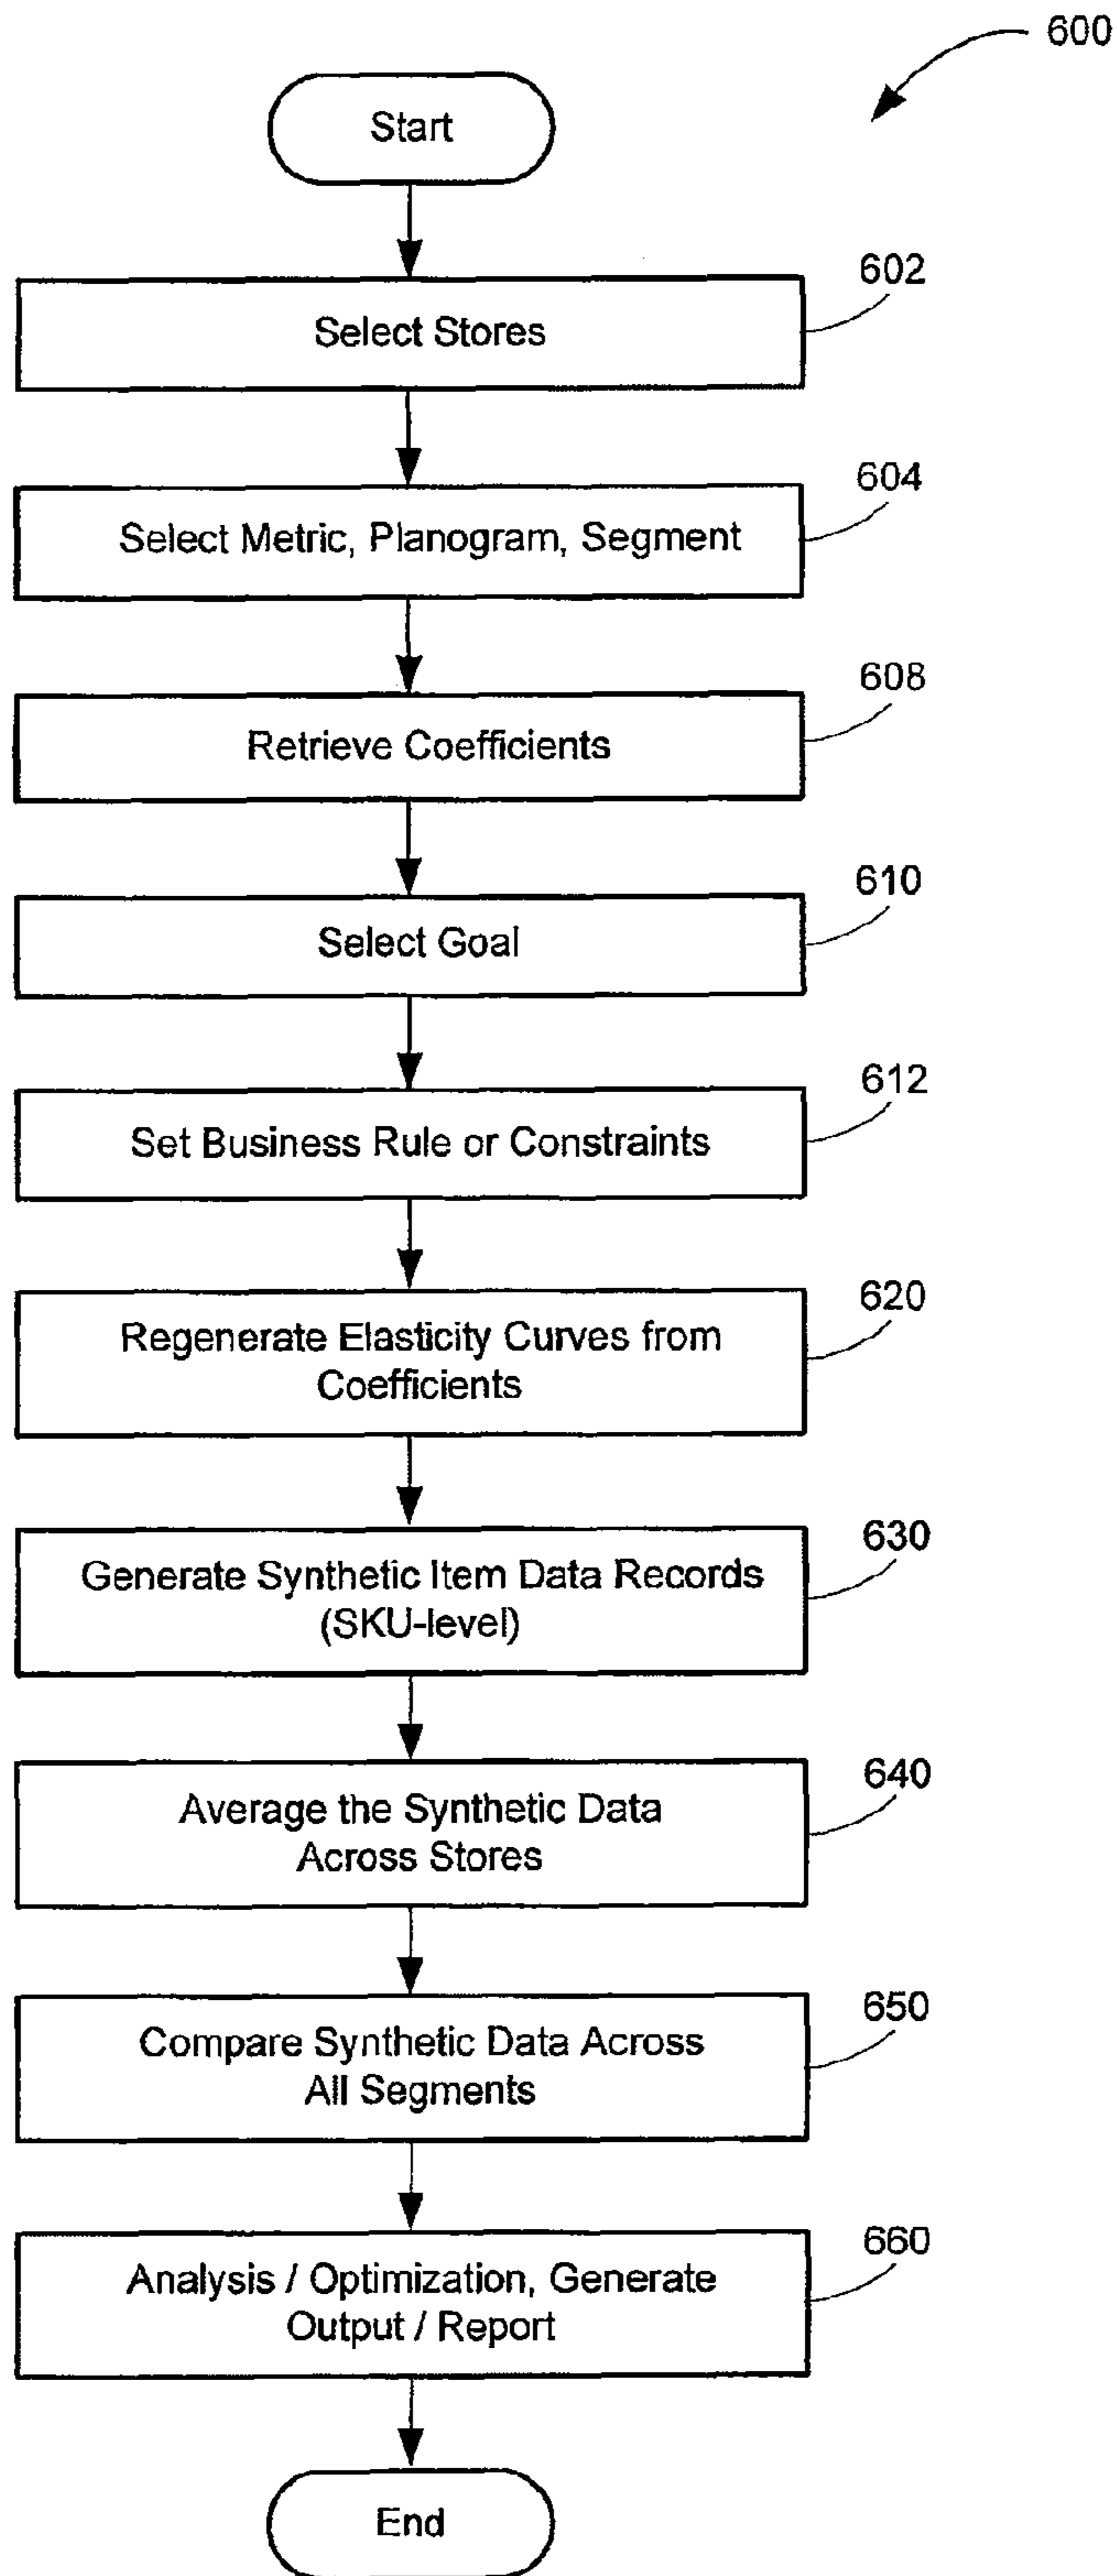 600
Start
602
Select Stores
604
Select Metric, Planogram, Segment
608
Retrieve Coefficients
610
Select Goal
612
Set Business Rule or Constraints
620
Regenerate Elasticity Curves from
Coefficients
630
Generate Synthetic Item Data Records
(SKU-level)
640
Average the Synthetic Data
Across Stores
650
Compare Synthetic Data Across
All Segments
660
Analysis / Optimization, Generate
Output / Report
End